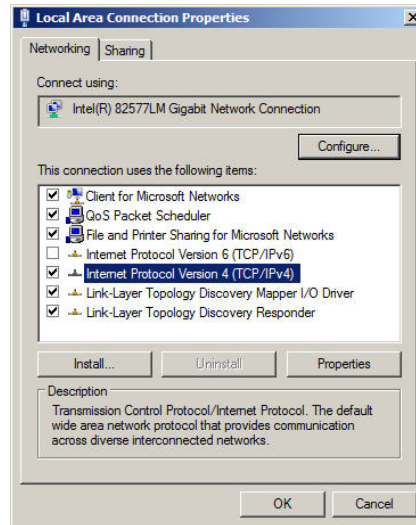 Local Area Connection Properties
Networking Sharing
Connect using:
Intel(R) 82577LM Gigabit Network Connection
Configure...
This connection uses the following items:
Client for Microsoft Networks
QoS Packet Scheduler
File and Printer Sharing for Microsoft Networks
Internet Protocol Version 6 (TCP/IPv6)
Internet Protocol Version 4 (TCP/IPv4)
Link-Layer Topology Discovery Mapper I/O Driver
Link-Layer Topology Discovery Responder
Install... Uninstall Properties
Description
Transmission Control Protocol/Internet Protocol. The default
wide area network protocol that provides communication
across diverse interconnected networks.
OK Cancel